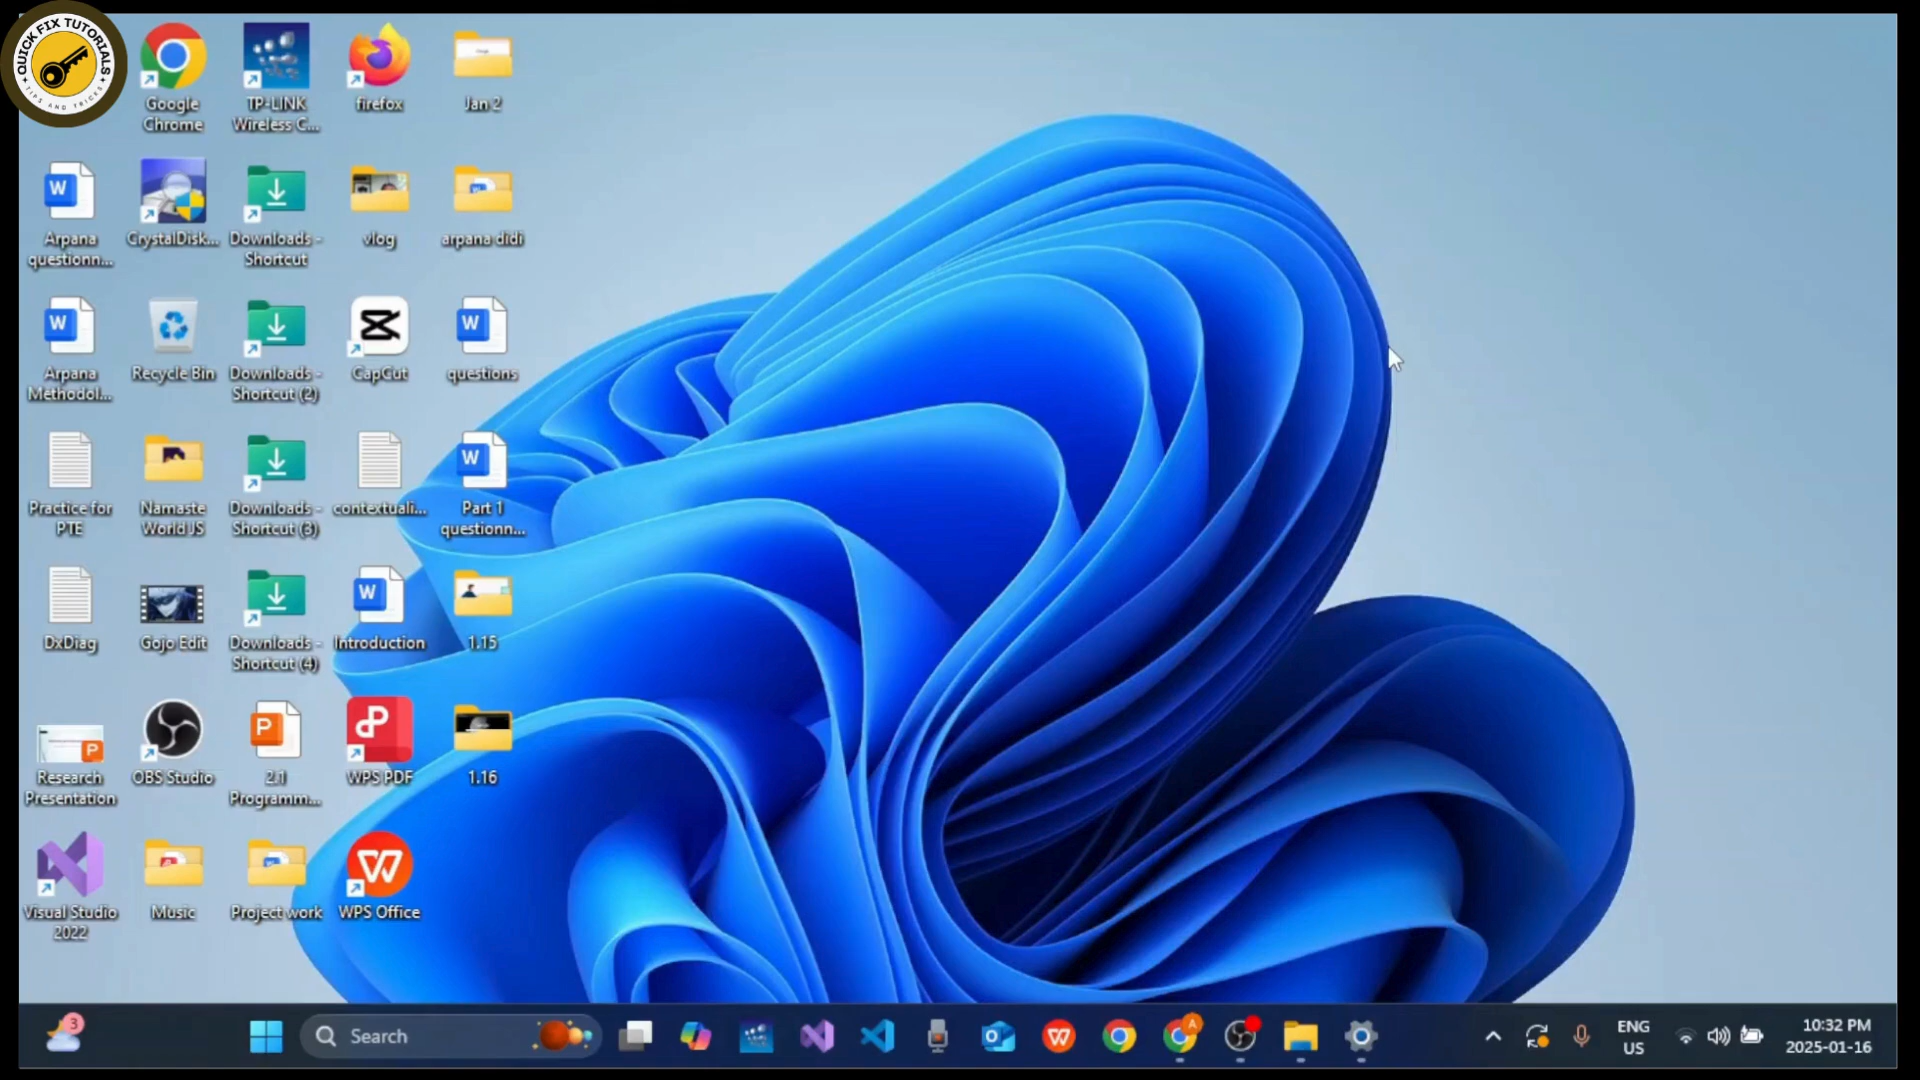 QUICK FIX TUTORIALS
TIPS AND TRICKS
Google
Chrome
TP-LINK
Wireless C...
firefox
Jan 2
Arpana
questionn...
CrystalDisk...
Downloads -
Shortcut
vlog
arpana didi
Arpana
Methodol...
Recycle Bin
Downloads -
Shortcut (2)
CapCut
questions
Practice for
PTE
Namaste
World JS
Downloads -
Shortcut (3)
contextuali...
Part 1
questionn...
DxDiag
Gojo Edit
Downloads -
Shortcut (4)
Introduction
1.15
Research
Presentation
OBS Studio
2.1
Programm...
WPS PDF
1.16
Visual Studio
2022
Music
Project work
WPS Office
3
Search
A
ENG
US
10:32 PM
2025-01-16